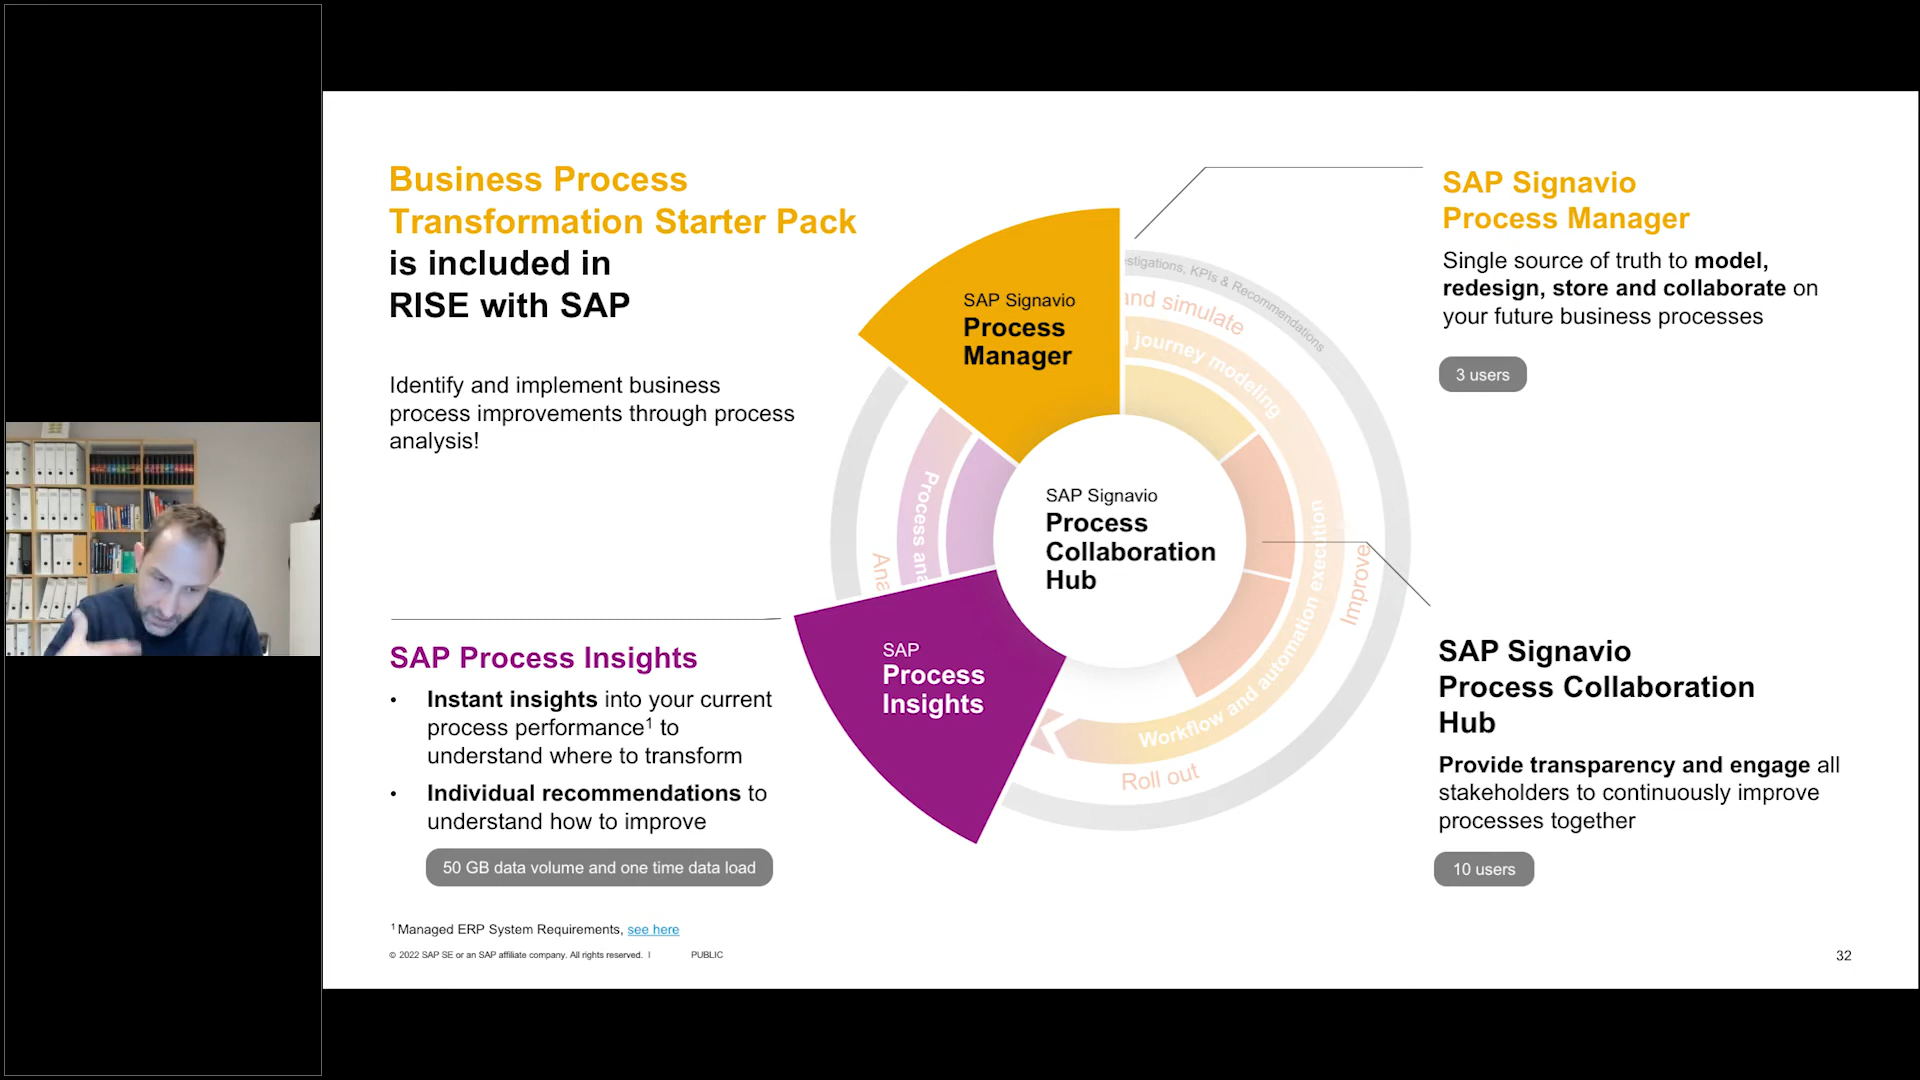 Business Process
Transformation Starter Pack
is included in
RISE with SAP
Identify and implement business
process improvements through process
analysis!
SAP Process Insights
• Instant insights into your current
process performance¹ to
understand where to transform
• Individual recommendations to
understand how to improve
50 GB data volume and one time data load
¹ Managed ERP System Requirements, see here
© 2022 SAP SE or an SAP affiliate company. All rights reserved. I
PUBLIC
SAP Signavio
Process
Manager
SAP Signavio
Process
Collaboration
Hub
SAP
Process
Insights
stigations, KPIs & Recommendations
and simulate
journey modeling
Process ana
Ana
Workflow and automation execution
Improve
Roll out
SAP Signavio
Process Manager
Single source of truth to model,
redesign, store and collaborate on
your future business processes
3 users
SAP Signavio
Process Collaboration
Hub
Provide transparency and engage all
stakeholders to continuously improve
processes together
10 users
32